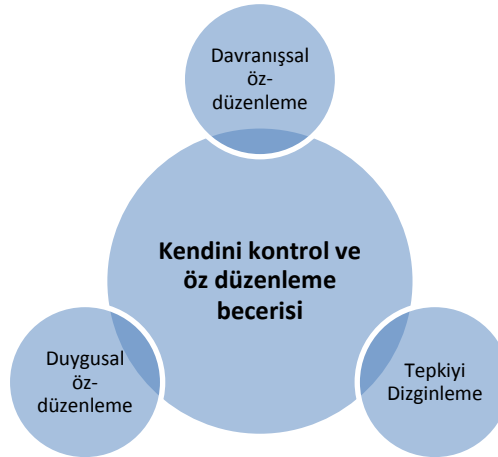 Davranışsal
öz-
düzenleme
Kendini kontrol ve
öz düzenleme
becerisi
Duygusal
öz-
düzenleme
Tepkiyi
Dizginleme